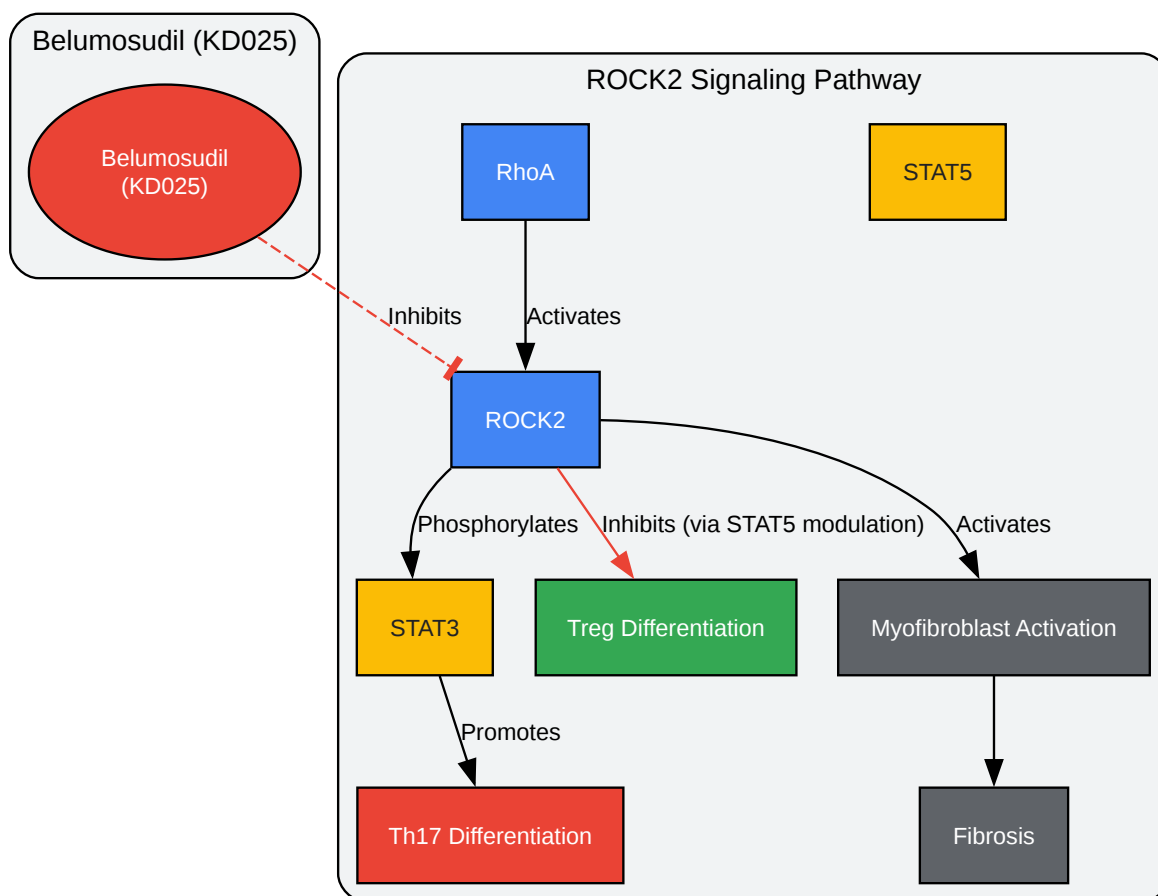 Belumosudil (KD025)
Belumosudil
(KD025)
ROCK2 Signaling Pathway
RhoA
STAT5
Inhibits
Activates
ROCK2
Phosphorylates
Inhibits (via STAT5 modulation)
Activates
STAT3
Treg Differentiation
Myofibroblast Activation
Promotes
Th17 Differentiation
Fibrosis